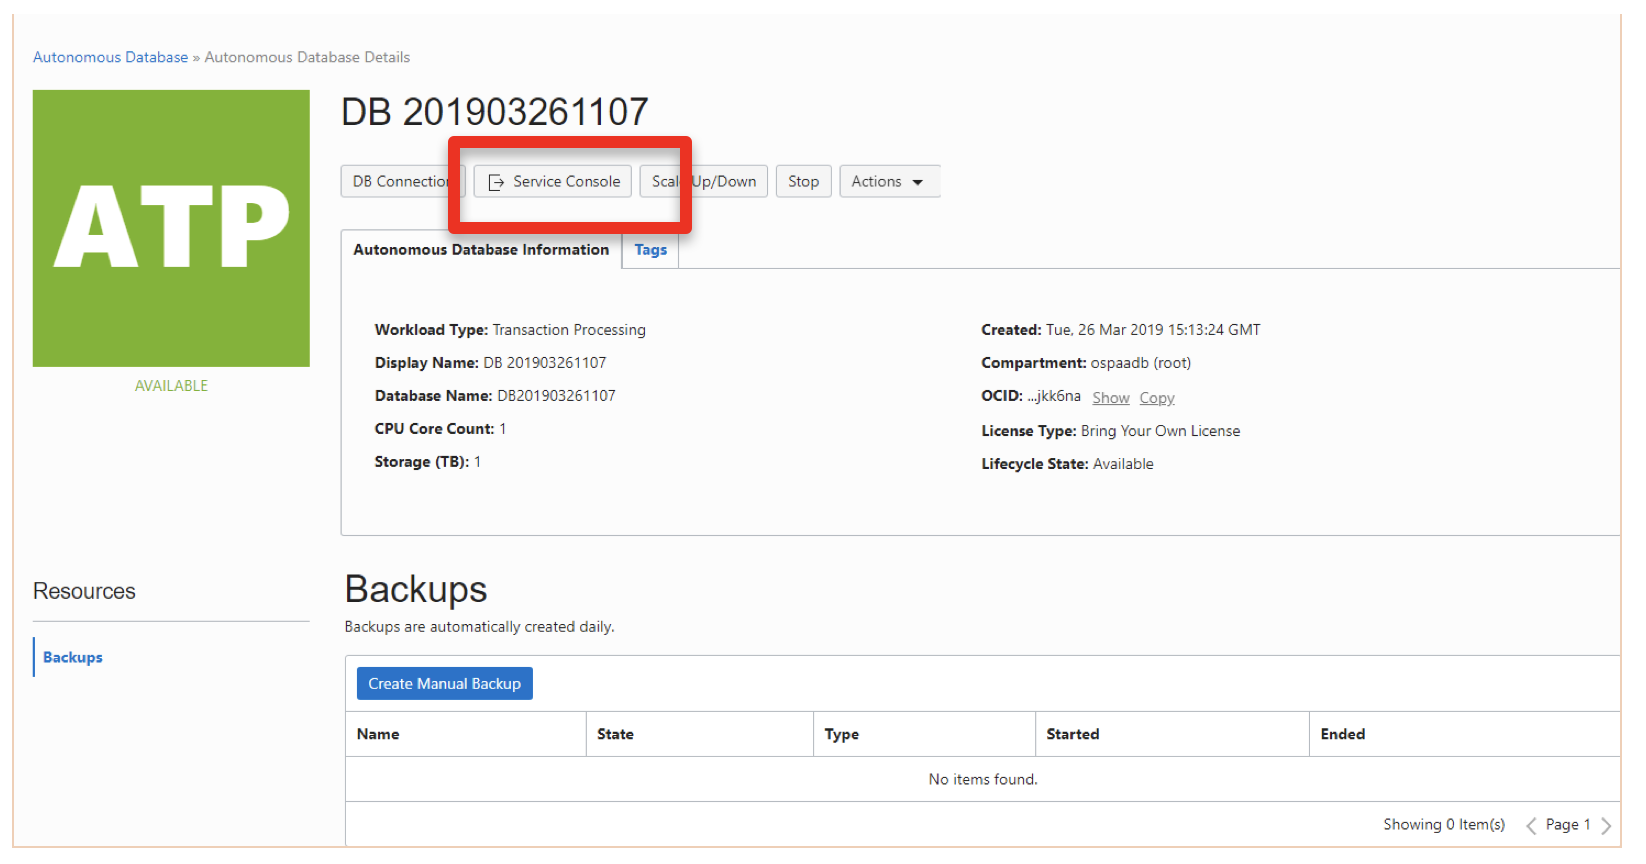 Autonomous Database » Autonomous Database Details
ATP
AVAILABLE
DB 201903261107
DB Connection Service Console Scale Up/Down Stop Actions
Autonomous Database Information Tags
Workload Type: Transaction Processing
Display Name: DB 201903261107
Database Name: DB201903261107
CPU Core Count: 1
Storage (TB): 1
Created: Tue, 26 Mar 2019 15:13:24 GMT
Compartment: ospaadb (root)
OCID: ...jkk6na Show Copy
License Type: Bring Your Own License
Lifecycle State: Available
Resources
Backups
Backups
Backups are automatically created daily.
Create Manual Backup
Name State Type Started Ended
No items found.
Showing 0 Item(s) Page 1